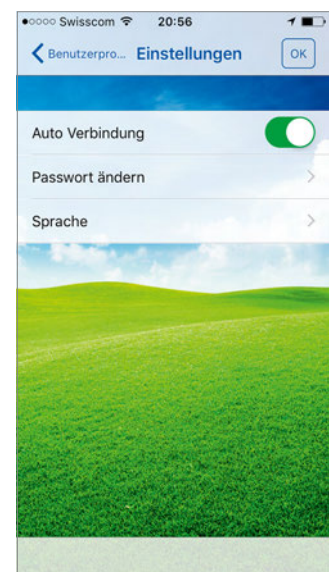 ●○○○○ Swisscom 20:56
Benutzerpro... Einstellungen OK
Auto Verbindung
Passwort ändern
Sprache